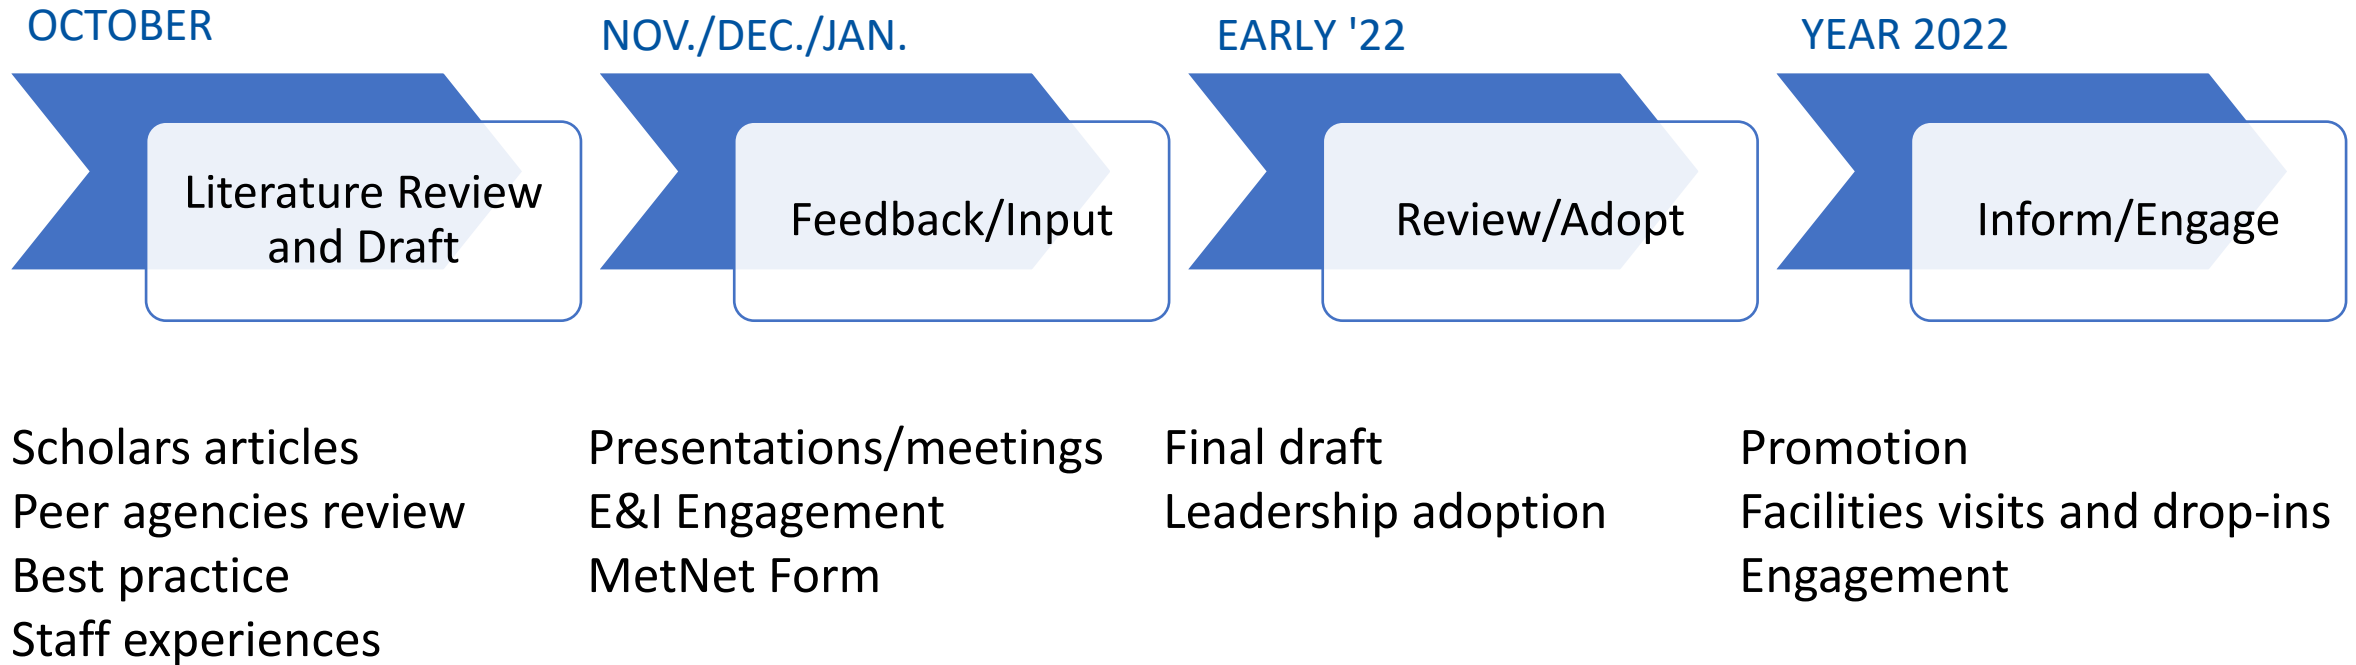 OCTOBER
NOV./DEC./JAN.
EARLY '22
YEAR 2022
Literature Review
and Draft
Feedback/Input
Review/Adopt
Inform/Engage
Scholars articles
Peer agencies review
Best practice
Staff experiences
Presentations/meetings
E&I Engagement
MetNet Form
Final draft
Leadership adoption
Promotion
Facilities visits and drop-ins
Engagement